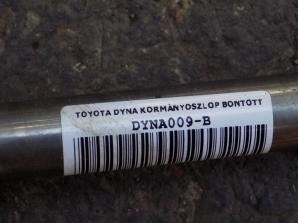 TOYOTA DYNA KORMÁNYOSZLOP BONTOTT
DYNA009-B